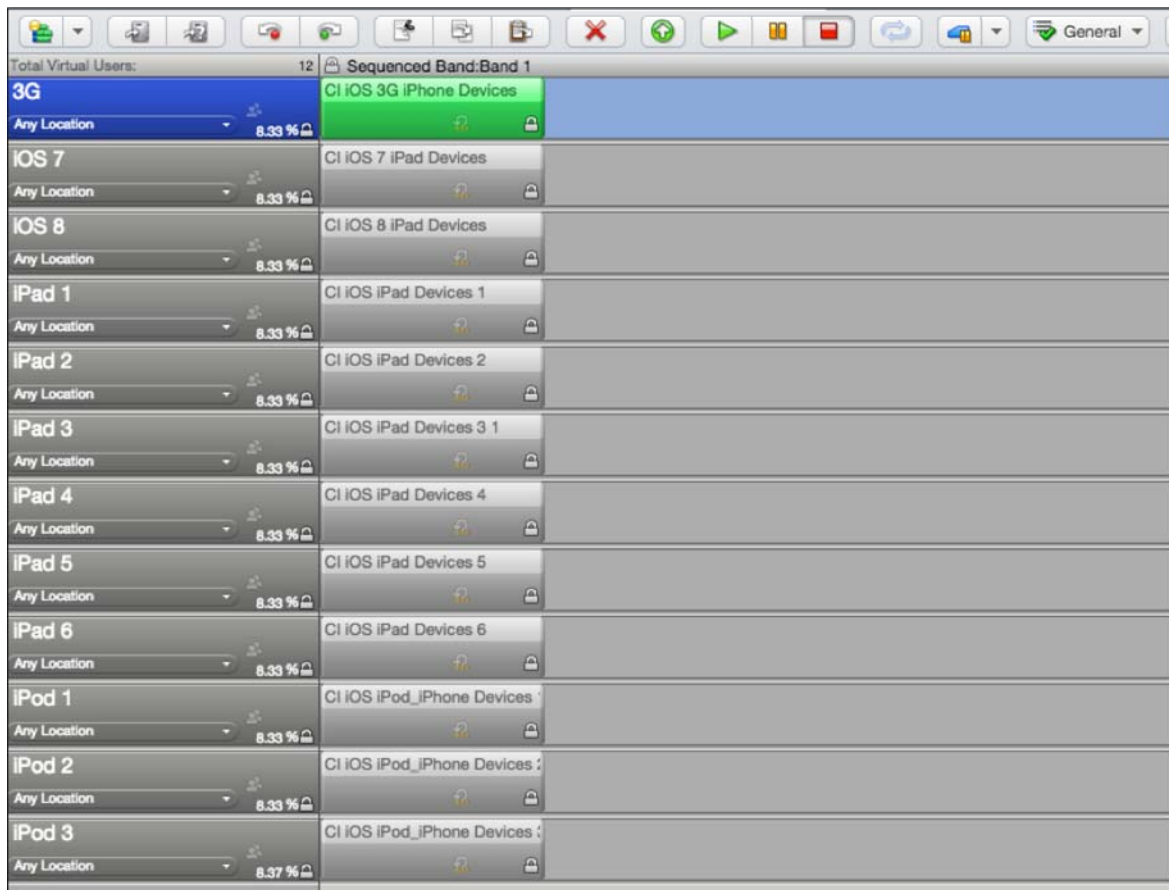 General
Total Virtual Users: 12 Sequenced Band:Band 1
3G CI iOS 3G iPhone Devices
Any Location 8.33 %
iOS 7 CI iOS 7 iPad Devices
Any Location 8.33 %
iOS 8 CI iOS 8 iPad Devices
Any Location 8.33 %
iPad 1 CI iOS iPad Devices 1
Any Location 8.33 %
iPad 2 CI iOS iPad Devices 2
Any Location 8.33 %
iPad 3 CI iOS iPad Devices 3 1
Any Location 8.33 %
iPad 4 CI iOS iPad Devices 4
Any Location 8.33 %
iPad 5 CI iOS iPad Devices 5
Any Location 8.33 %
iPad 6 CI iOS iPad Devices 6
Any Location 8.33 %
iPod 1 CI iOS iPod_iPhone Devices
Any Location 8.33 %
iPod 2 CI iOS iPod_iPhone Devices
Any Location 8.33 %
iPod 3 CI iOS iPod_iPhone Devices
Any Location 8.37 %